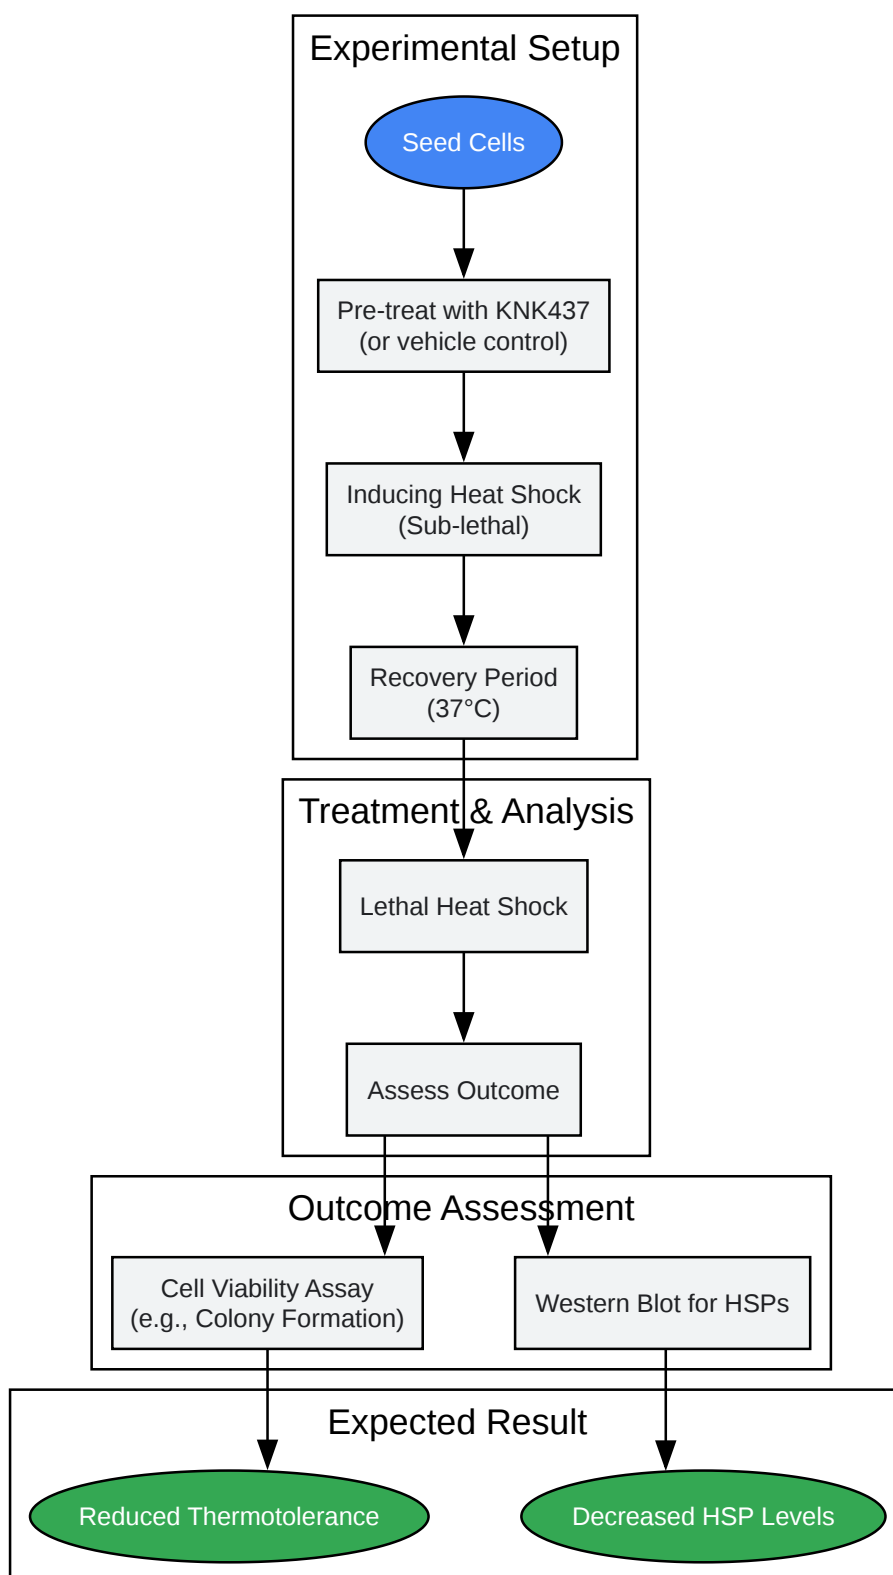 Experimental Setup
Seed Cells
Pre-treat with KNK437
(or vehicle control)
Inducing Heat Shock
(Sub-lethal)
Recovery Period
(37°C)
Treatment & Analysis
Lethal Heat Shock
Assess Outcome
Outcome Assessment
Cell Viability Assay
(e.g., Colony Formation)
Western Blot for HSPs
Expected Result
Reduced Thermotolerance
Decreased HSP Levels